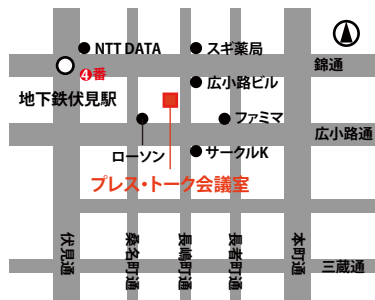 NTT DATA
スギ薬局
錦通
4番
広小路ビル
地下鉄伏見駅
ファミマ
広小路通
ローソン
サークルK
プレス・トーク会議室
伏見通
桑名町通
長嶋町通
長者町通
本町通
三蔵通